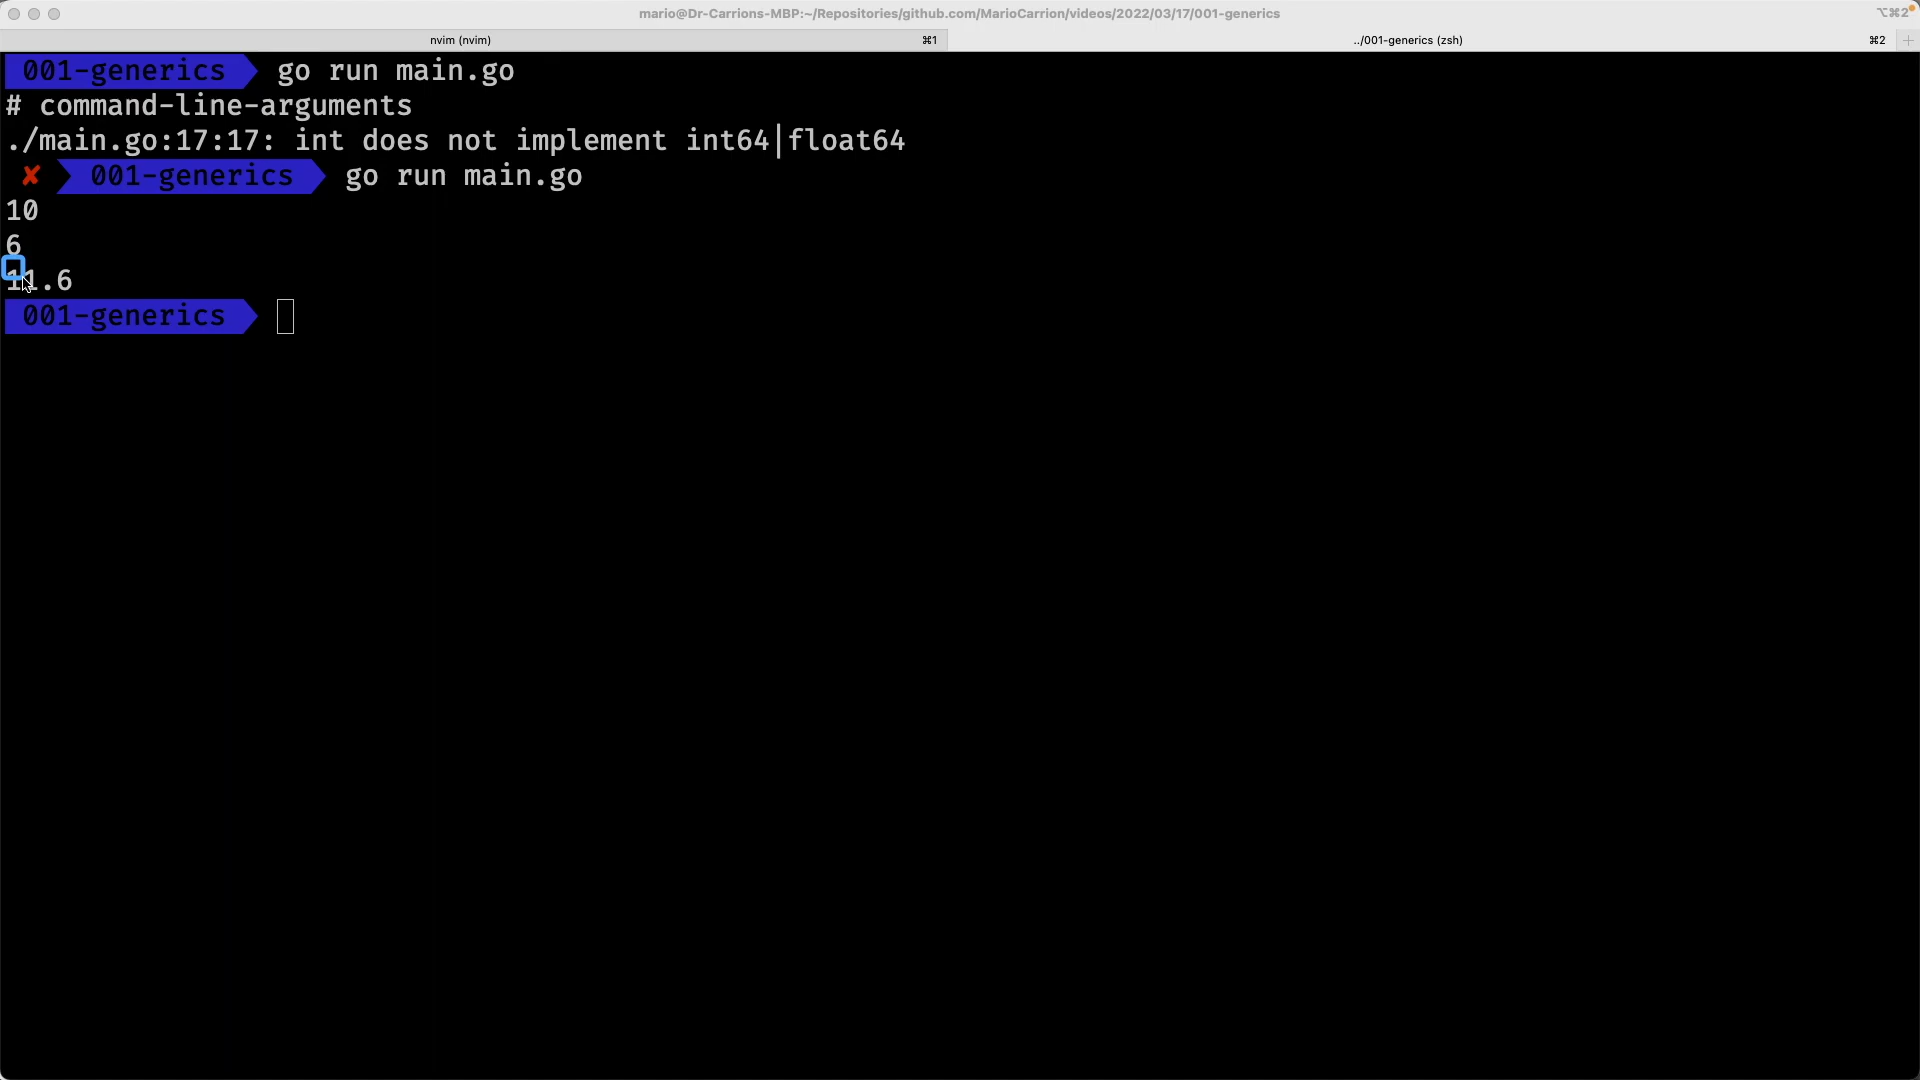 mario@Dr-Carrions-MBP:~/Repositories/github.com/MarioCarrion/videos/2022/03/17/001-generics ⌥⌘2
nvim (nvim) ⌘1 ../001-generics (zsh) ⌘2 +
001-generics go run main.go
# command-line-arguments
./main.go:17:17: int does not implement int64|float64
✘ 001-generics go run main.go
10
6
11.6
001-generics